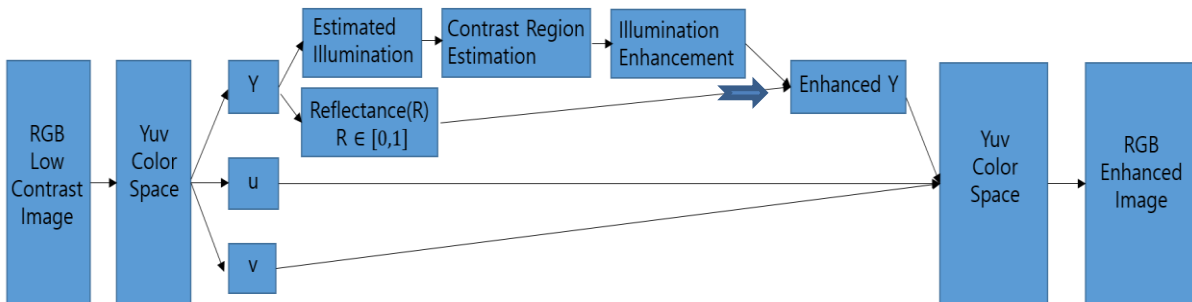 RGB
Low
Contrast
Image
Yuv
Color
Space
Y
u
v
Estimated
Illumination
Reflectance(R)
R ∈ [0,1]
Contrast Region
Estimation
Illumination
Enhancement
Enhanced Y
Yuv
Color
Space
RGB
Enhanced
Image